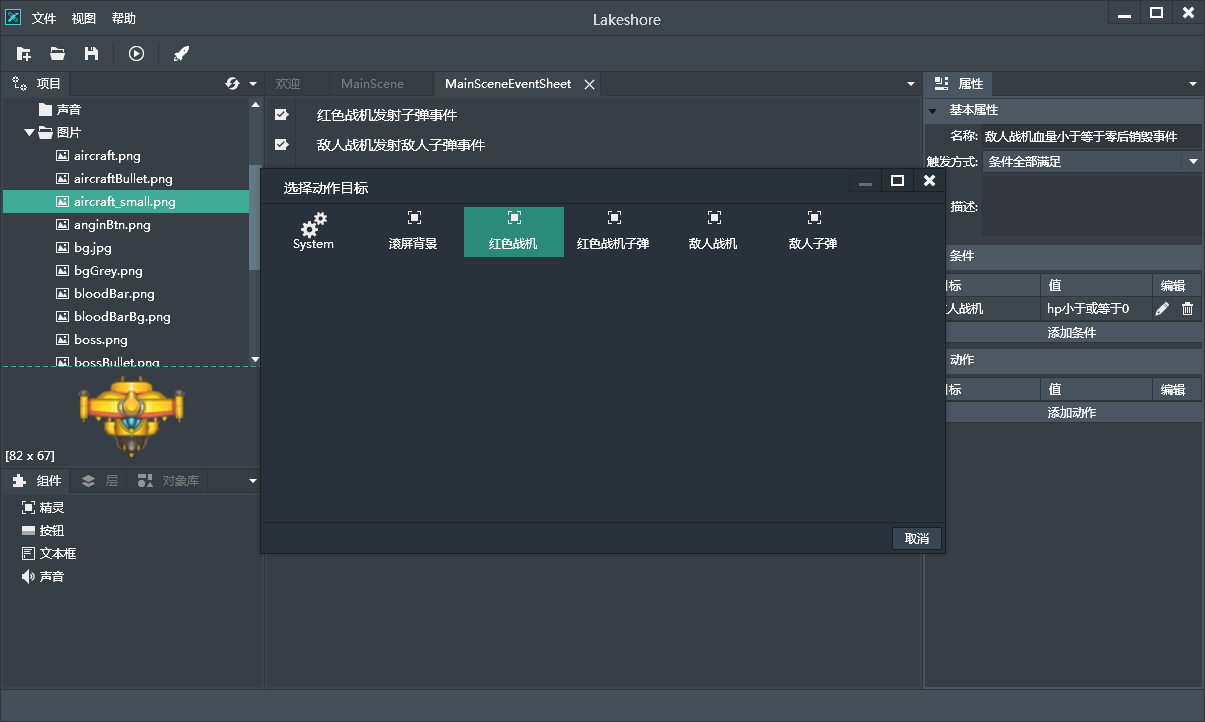 文件 视图 帮助
Lakeshore
项目
欢迎 MainScene MainSceneEventSheet
属性
声音
图片
aircraft.png
aircraftBullet.png
aircraft_small.png
anginBtn.png
bg.jpg
bgGrey.png
bloodBar.png
bloodBarBg.png
boss.png
bossBullet.png
[82 x 67]
组件 层 对象库
精灵
按钮
文本框
声音
红色战机发射子弹事件
敌人战机发射敌人子弹事件
选择动作目标
System 滚屏背景 红色战机 红色战机子弹 敌人战机 敌人子弹
取消
基本属性
名称: 敌人战机血量小于等于零后销毁事件
触发方式: 条件全部满足
描述:
条件
标 值 编辑
人战机 hp小于或等于0
添加条件
动作
标 值 编辑
添加动作